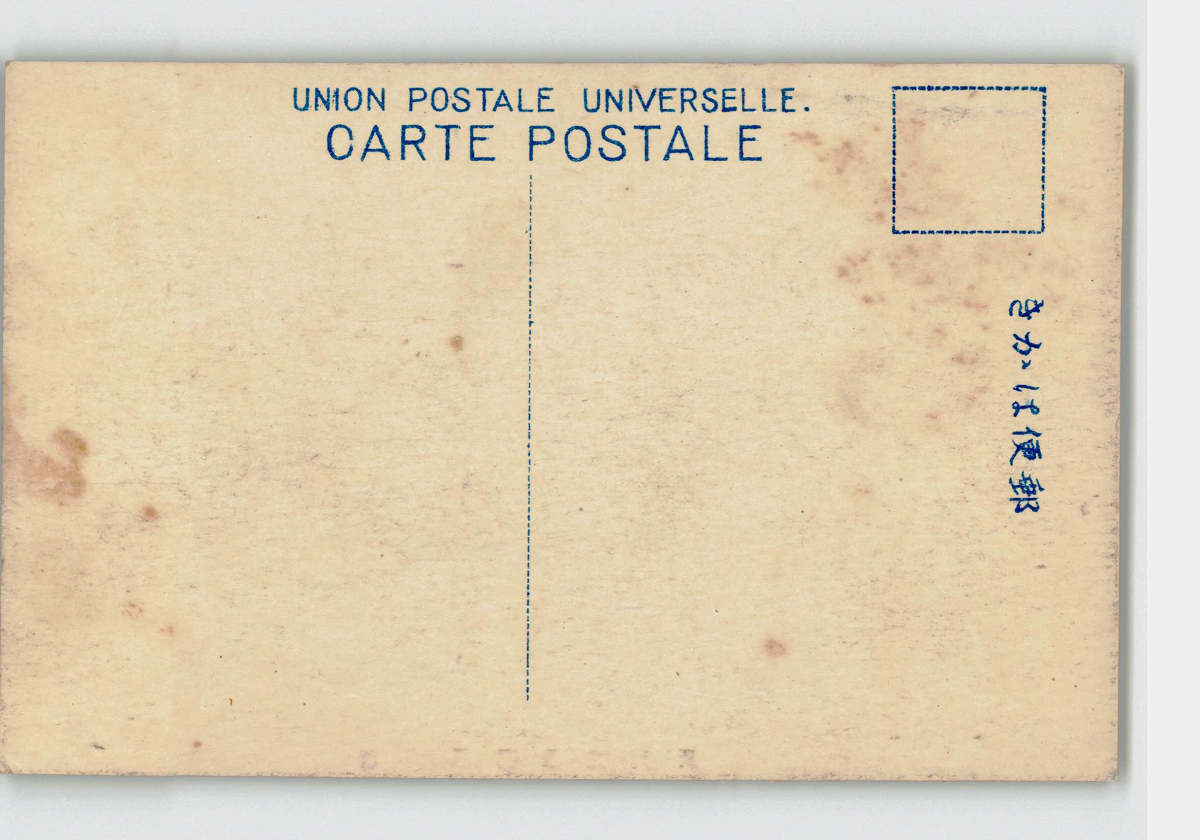 UNION POSTALE UNIVERSELLE.
CARTE POSTALE
郵便はかき